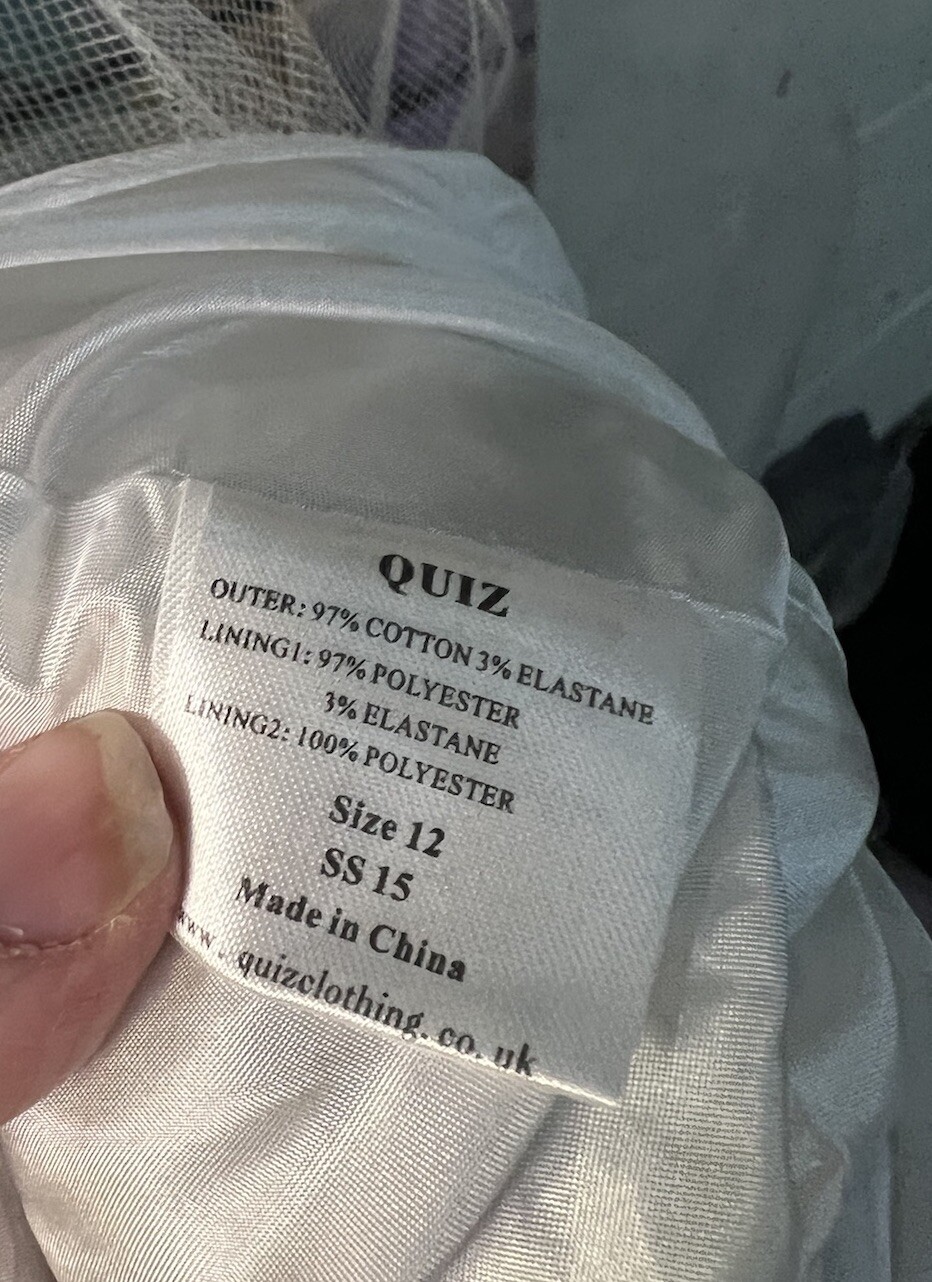 QUIZ
OUTER: 97% COTTON 3% ELASTANE
LINING1: 97% POLYESTER
3% ELASTANE
LINING2: 100% POLYESTER
Size 12
SS 15
Made in China
www.quizclothing.co.uk